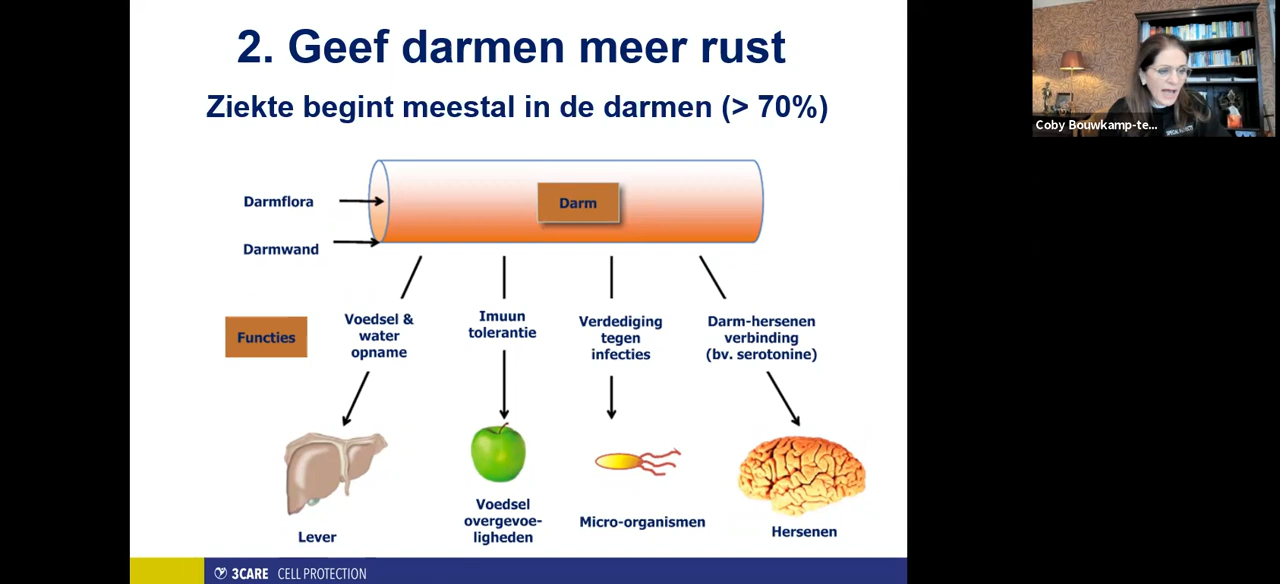 2. Geef darmen meer rust
Ziekte begint meestal in de darmen (> 70%)
Coby Bouwkamp-te...
Darmflora
Darm
Darmwand
Functies
Voedsel &
water
opname
Imuun
tolerantie
Verdediging
tegen
infecties
Darm-hersenen
verbinding
(bv. serotonine)
Lever
Voedsel
overgevoe-
ligheden
Micro-organismen
Hersenen
3CARE CELL PROTECTION